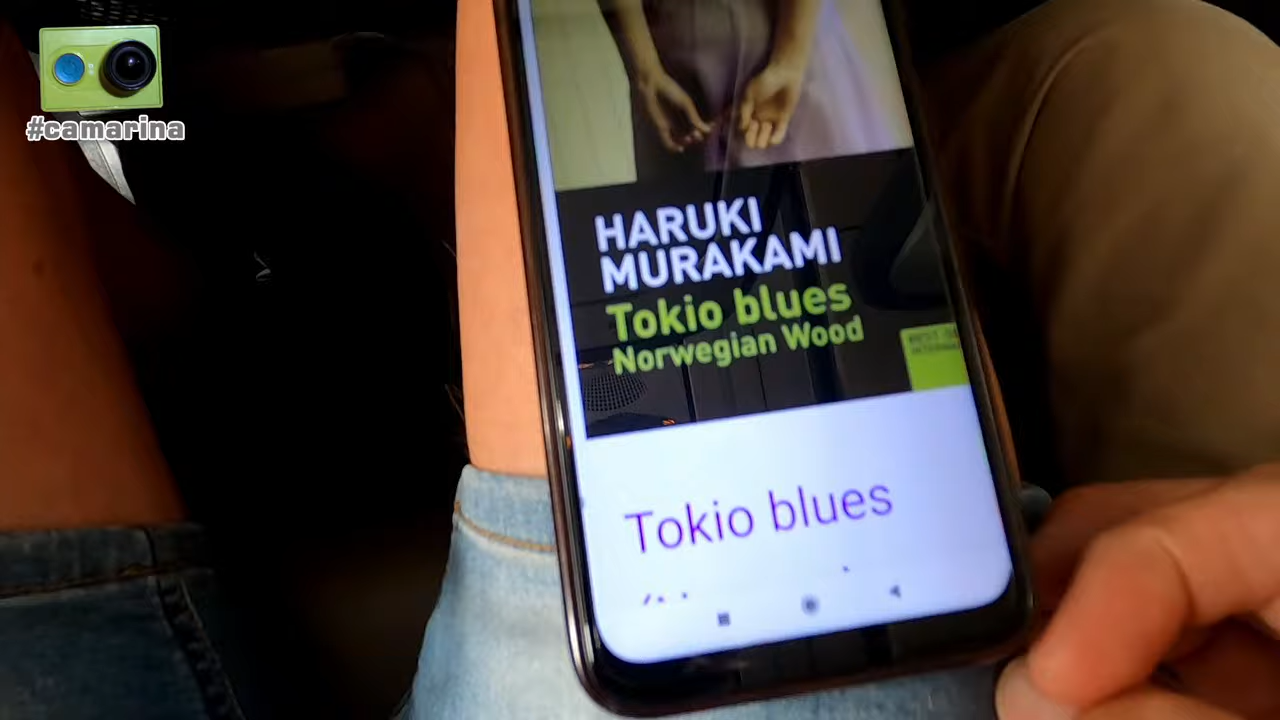 #camarina
HARUKI
MURAKAMI
Tokio blues
Norwegian Wood
Tokio blues